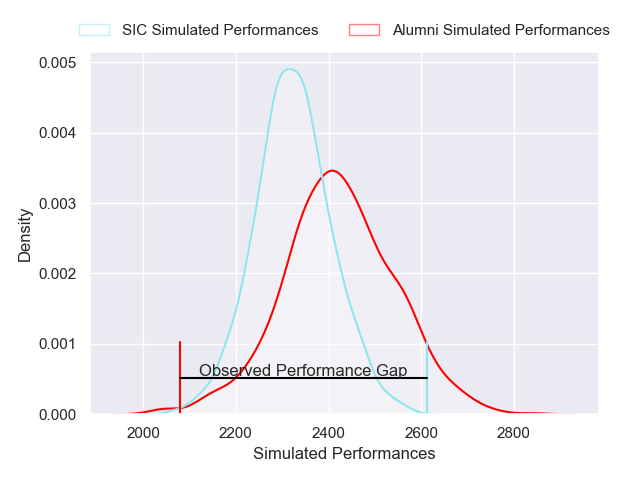 SIC Simulated Performances Alumni Simulated Performances
0.005
0.004
0.003
0.002
0.001
0.000
Density
Observed Performance Gap
2000 2200 2400 2600 2800
Simulated Performances